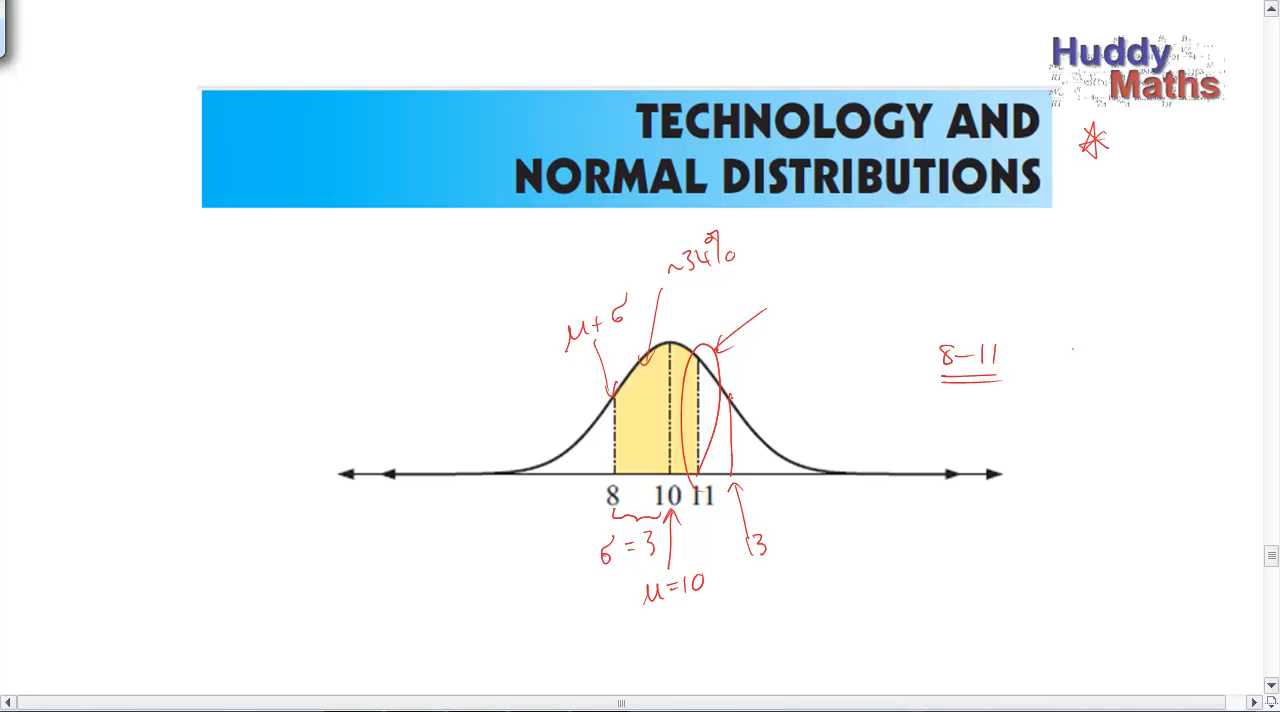 Huddy
Maths
TECHNOLOGY AND
NORMAL DISTRIBUTIONS
~34%
μ+σ
8-11
8 10 11
σ = 3
13
μ=10